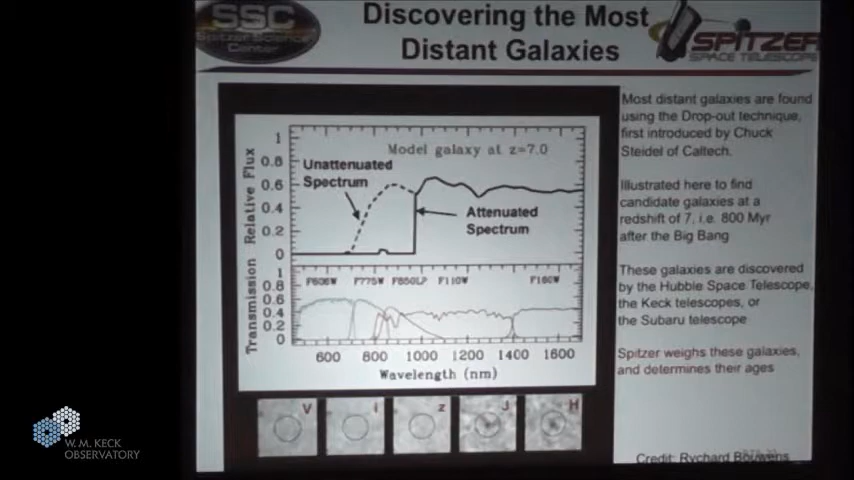 SSC
Spitzer Science
Center
Discovering the Most
Distant Galaxies
SPITZER
SPACE TELESCOPE
Most distant galaxies are found
using the Drop-out technique,
first introduced by Chuck
Steidel of Caltech.
Illustrated here to find
candidate galaxies at a
redshift of 7, i.e. 800 Myr
after the Big Bang
These galaxies are discovered
by the Hubble Space Telescope,
the Keck telescopes, or
the Subaru telescope
Spitzer weighs these galaxies,
and determines their ages
Credit: Rychard Bouwens
Model galaxy at z=7.0
Unattenuated
Spectrum
Attenuated
Spectrum
Relative Flux
1
0.8
0.6
0.4
0.2
0
F606W F775W F850LP F110W F160W
Transmission
1
0.8
0.6
0.4
0.2
0
600 800 1000 1200 1400 1600
Wavelength (nm)
V i z J H
W. M. KECK
OBSERVATORY